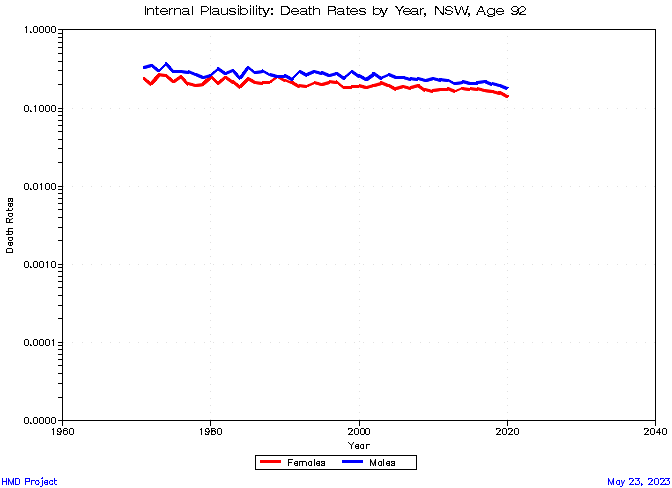 Internal Plausibility: Death Rates by Year, NSW, Age 92
1.0000
0.1000
0.0100
0.0010
0.0001
0.0000
Death Rates
1960
1980
2000
2020
2040
Year
Females
Males
HMD Project
May 23, 2023